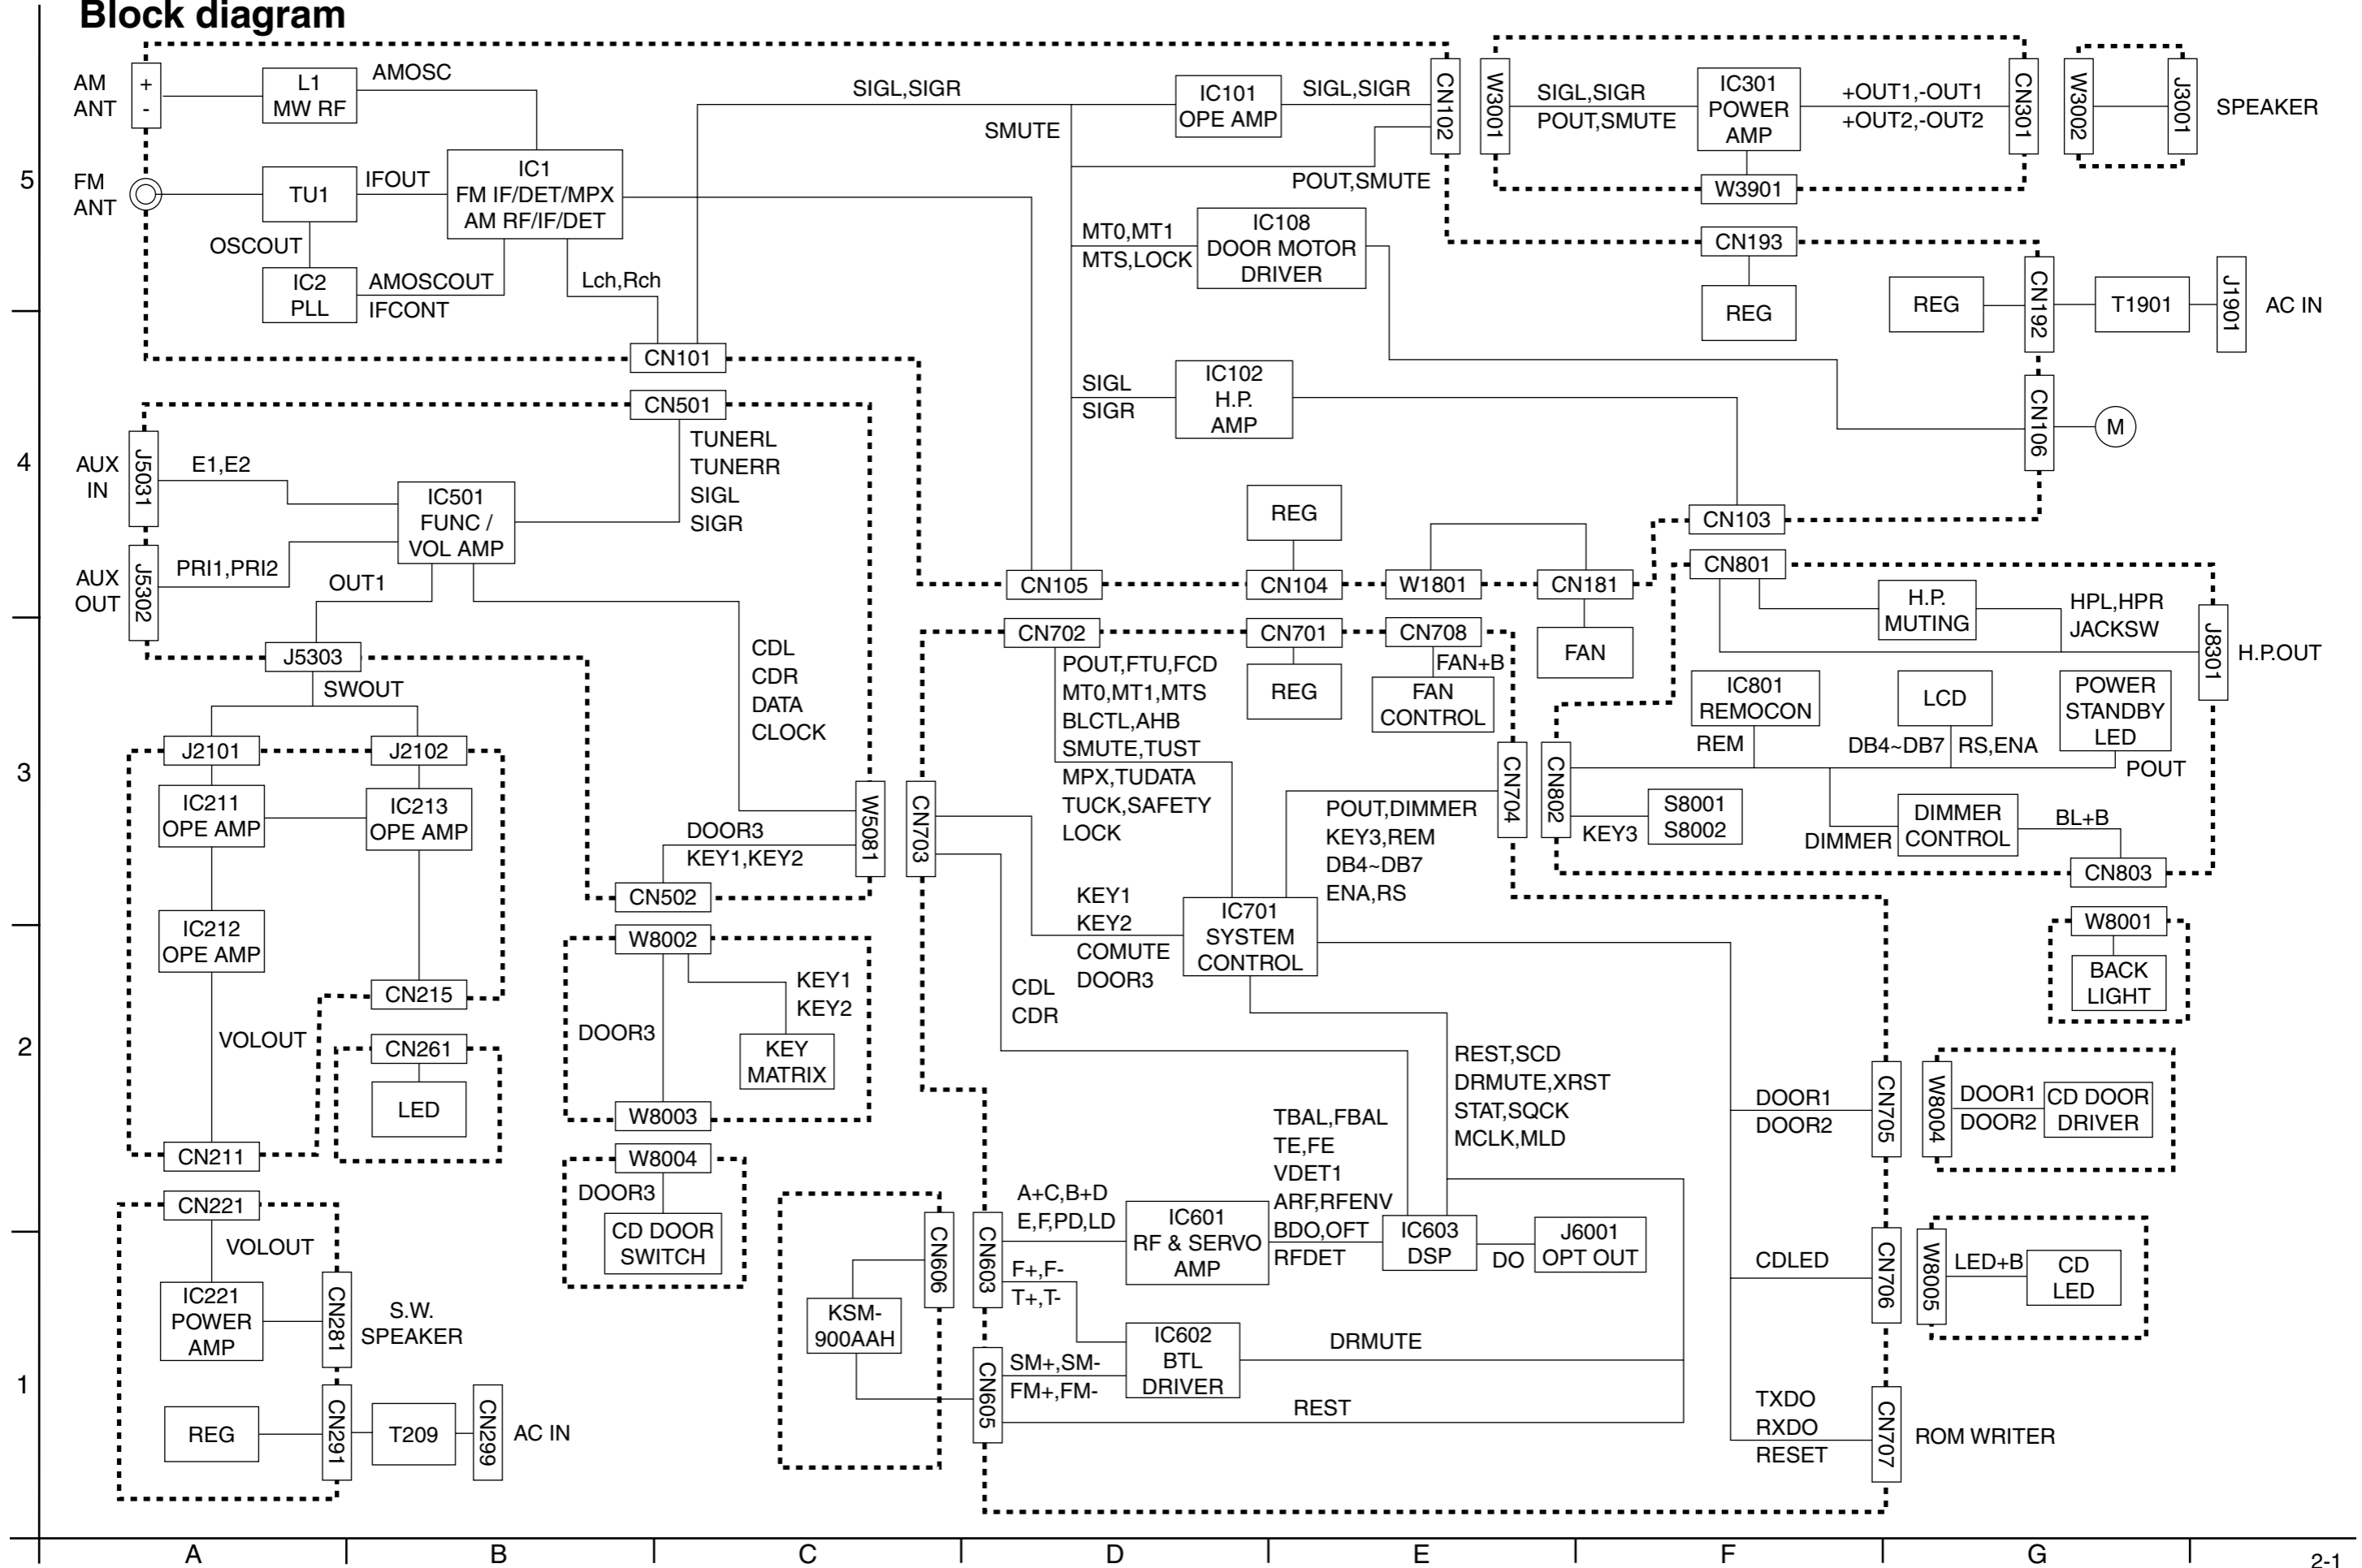 Block diagram
AM
ANT
+
-
L1
MW RF
AMOSC
SIGL,SIGR
SMUTE
IC101
OPE AMP
SIGL,SIGR
CN102
POUT,SMUTE
W3001
SIGL,SIGR
POUT,SMUTE
IC301
POWER
AMP
+OUT1,-OUT1
+OUT2,-OUT2
CN301
W3002
J3001
SPEAKER
W3901
5
FM
ANT
TU1
IFOUT
IC1
FM IF/DET/MPX
AM RF/IF/DET
OSCOUT
IC2
PLL
AMOSCOUT
IFCONT
Lch,Rch
CN101
MT0,MT1
MTS,LOCK
IC108
DOOR MOTOR
DRIVER
CN193
REG
REG
CN192
T1901
J1901
AC IN
SIGL
SIGR
IC102
H.P.
AMP
CN106
M
4
CN501
TUNERL
TUNERR
SIGL
SIGR
AUX
IN
J5031
E1,E2
IC501
FUNC /
VOL AMP
AUX
OUT
J5302
PRI1,PRI2
OUT1
J5303
SWOUT
CDL
CDR
DATA
CLOCK
REG
CN105
CN104
W1801
CN181
CN103
FAN
CN702
CN701
CN708
REG
FAN+B
FAN
CONTROL
POUT,FTU,FCD
MT0,MT1,MTS
BLCTL,AHB
SMUTE,TUST
MPX,TUDATA
TUCK,SAFETY
LOCK
CN801
H.P.
MUTING
HPL,HPR
JACKSW
J8301
H.P.OUT
IC801
REMOCON
REM
LCD
DB4~DB7
RS,ENA
POWER
STANDBY
LED
POUT
3
J2101
J2102
IC211
OPE AMP
IC213
OPE AMP
IC212
OPE AMP
CN215
VOLOUT
W5081
DOOR3
KEY1,KEY2
CN502
CN703
CN704
POUT,DIMMER
KEY3,REM
DB4~DB7
ENA,RS
CN802
KEY3
S8001
S8002
DIMMER
DIMMER
CONTROL
BL+B
CN803
W8001
BACK
LIGHT
KEY1
KEY2
COMUTE
DOOR3
IC701
SYSTEM
CONTROL
CDL
CDR
2
W8002
KEY1
KEY2
DOOR3
KEY
MATRIX
W8003
CN261
LED
CN211
W8004
DOOR3
CD DOOR
SWITCH
REST,SCD
DRMUTE,XRST
STAT,SQCK
MCLK,MLD
DOOR1
DOOR2
CN705
W8004
DOOR1
DOOR2
CD DOOR
DRIVER
TBAL,FBAL
TE,FE
VDET1
ARF,RFENV
BDO,OFT
RFDET
A+C,B+D
E,F,PD,LD
IC601
RF & SERVO
AMP
IC603
DSP
DO
J6001
OPT OUT
CN606
CN603
KSM-
900AAH
F+,F-
T+,T-
CDLED
CN706
W8005
LED+B
CD
LED
CN221
VOLOUT
IC221
POWER
AMP
CN281
S.W.
SPEAKER
1
SM+,SM-
FM+,FM-
CN605
IC602
BTL
DRIVER
DRMUTE
REST
TXDO
RXDO
RESET
CN707
ROM WRITER
REG
CN291
T209
CN299
AC IN
A
B
C
D
E
F
G
2-1